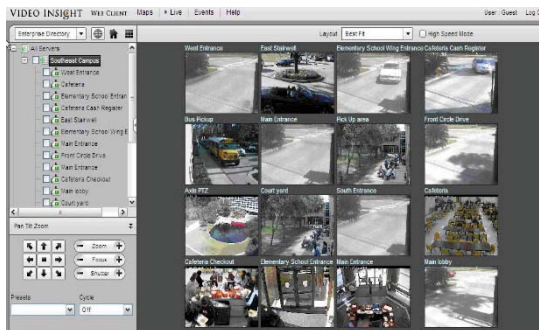 VIDEO INSIGHT WEB CLIENT Maps Live Events Help User: Guest Log
Enterprise Directory Layout Best Fit High Speed Mode
All Servers
Southeast Campus
West Entrance
Cafeteria
Elementary School Entran
Cafeteria Cash Register
East Stairwell
Elementary School Wing E
Main Entrance
Front Circle Drive
Main Entrance
Cafeteria Checkout
Main lobby
Court yard
Pan Tilt Zoom
Zoom
Focus
Shutter
Presets Cycle
Off
West Entrance East Stairwell Elementary School Wing Entrance Cafeteria Cash Register
Bus Pickup Main Entrance Pick Up area Front Circle Drive
Axis PTZ Court yard South Entrance Cafeteria
Cafeteria Checkout Elementary School Entrance Main Entrance Main lobby